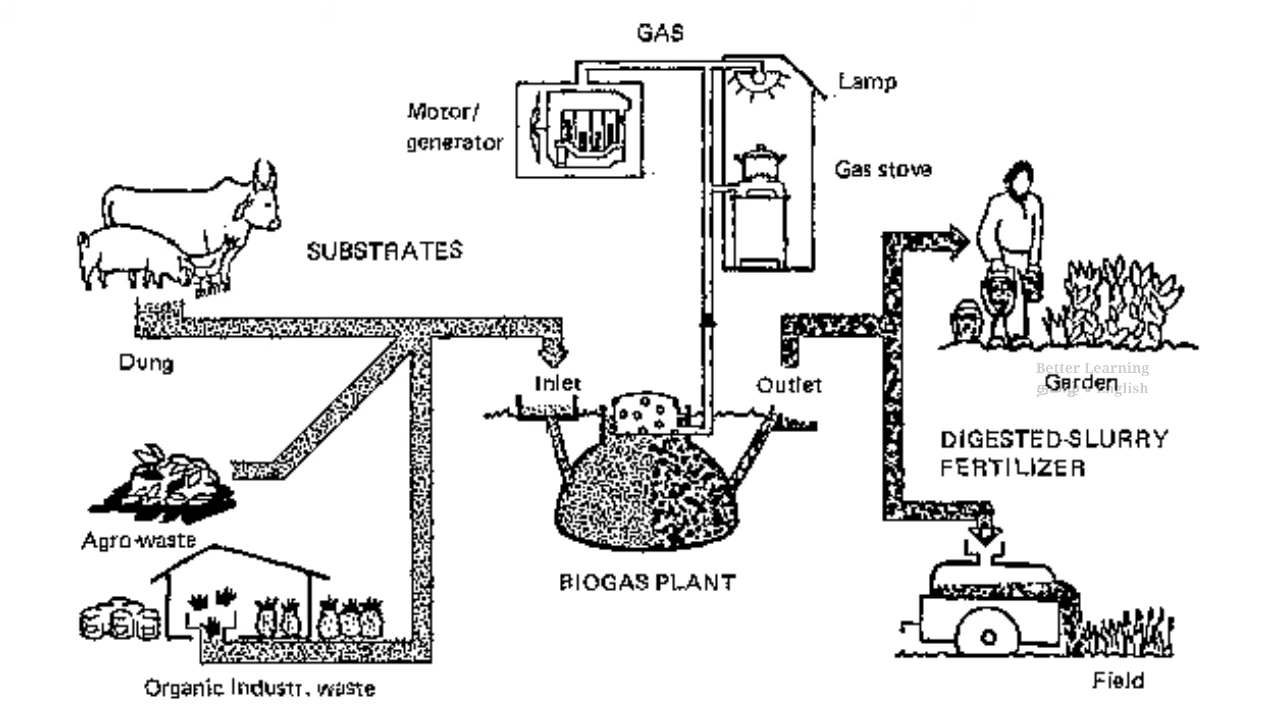 GAS
Motor/
generator
Lamp
Gas stove
SUBSTRATES
Dung
Inlet
Outlet
Better Learning
Garden
English
DIGESTED-SLURRY
FERTILIZER
Agro-waste
BIOGAS PLANT
Organic Industr. waste
Field